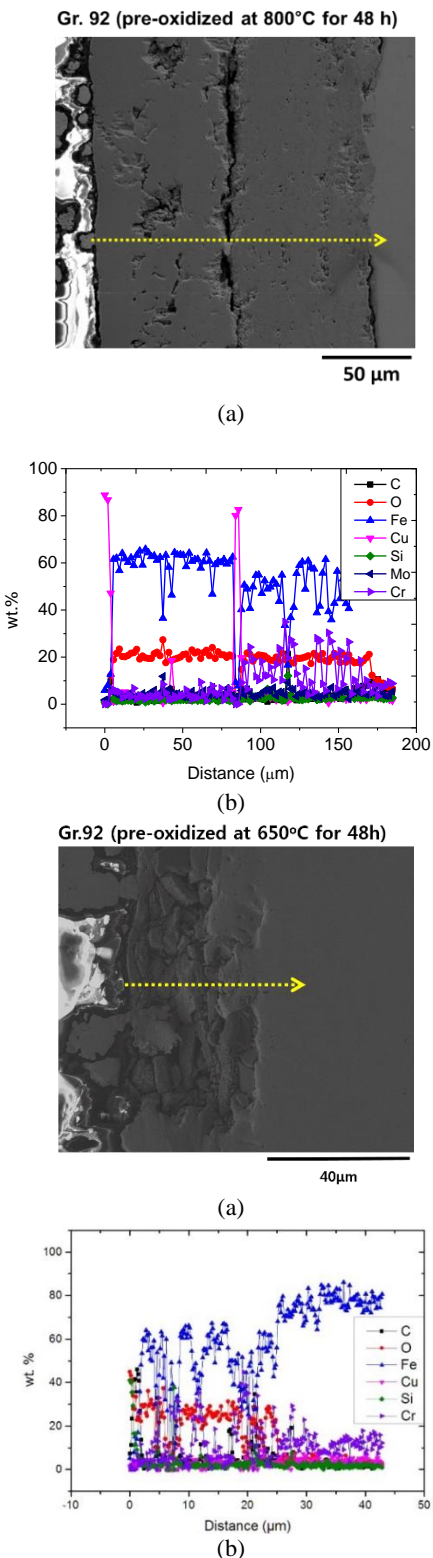 Gr. 92 (pre-oxidized at 800°C for 48 h)
50 µm
(a)
100
80
60
40
20
0
wt.%
C
O
Fe
Cu
Si
Mo
Cr
0 50 100 150 200
Distance (µm)
(b)
Gr.92 (pre-oxidized at 650°C for 48h)
40µm
(a)
100
80
60
40
20
0
wt. %
C
O
Fe
Cu
Si
Cr
-10 0 10 20 30 40 50
Distance (µm)
(b)